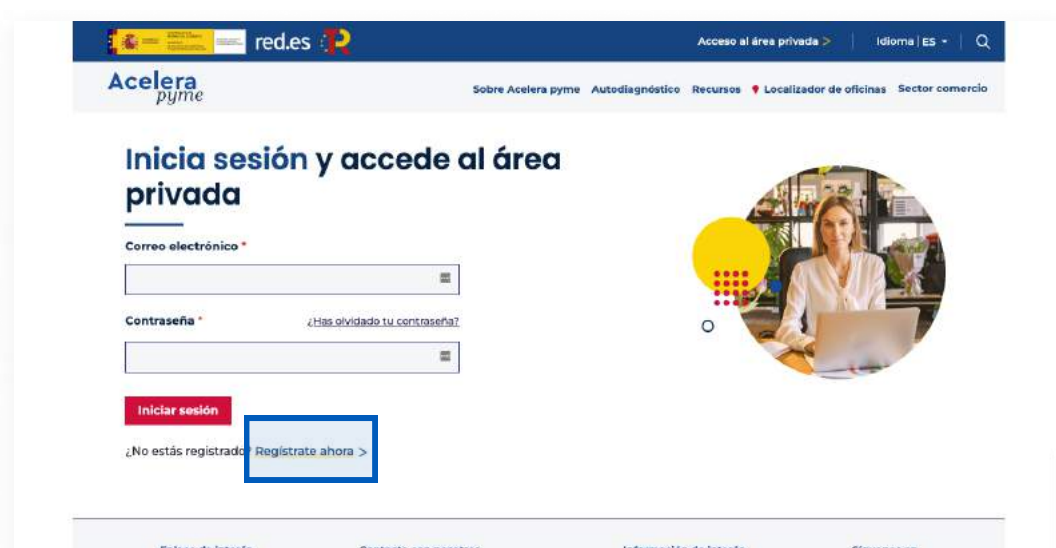 red.es
Acceso al área privada >
Idioma | ES
Acelera
pyme
Sobre Acelera pyme Autodiagnóstico Recursos Localizador de oficinas Sector comercio
Inicia sesión y accede al área
privada
Correo electrónico *
Contraseña *
¿Has olvidado tu contraseña?
Iniciar sesión
¿No estás registrado? Regístrate ahora >